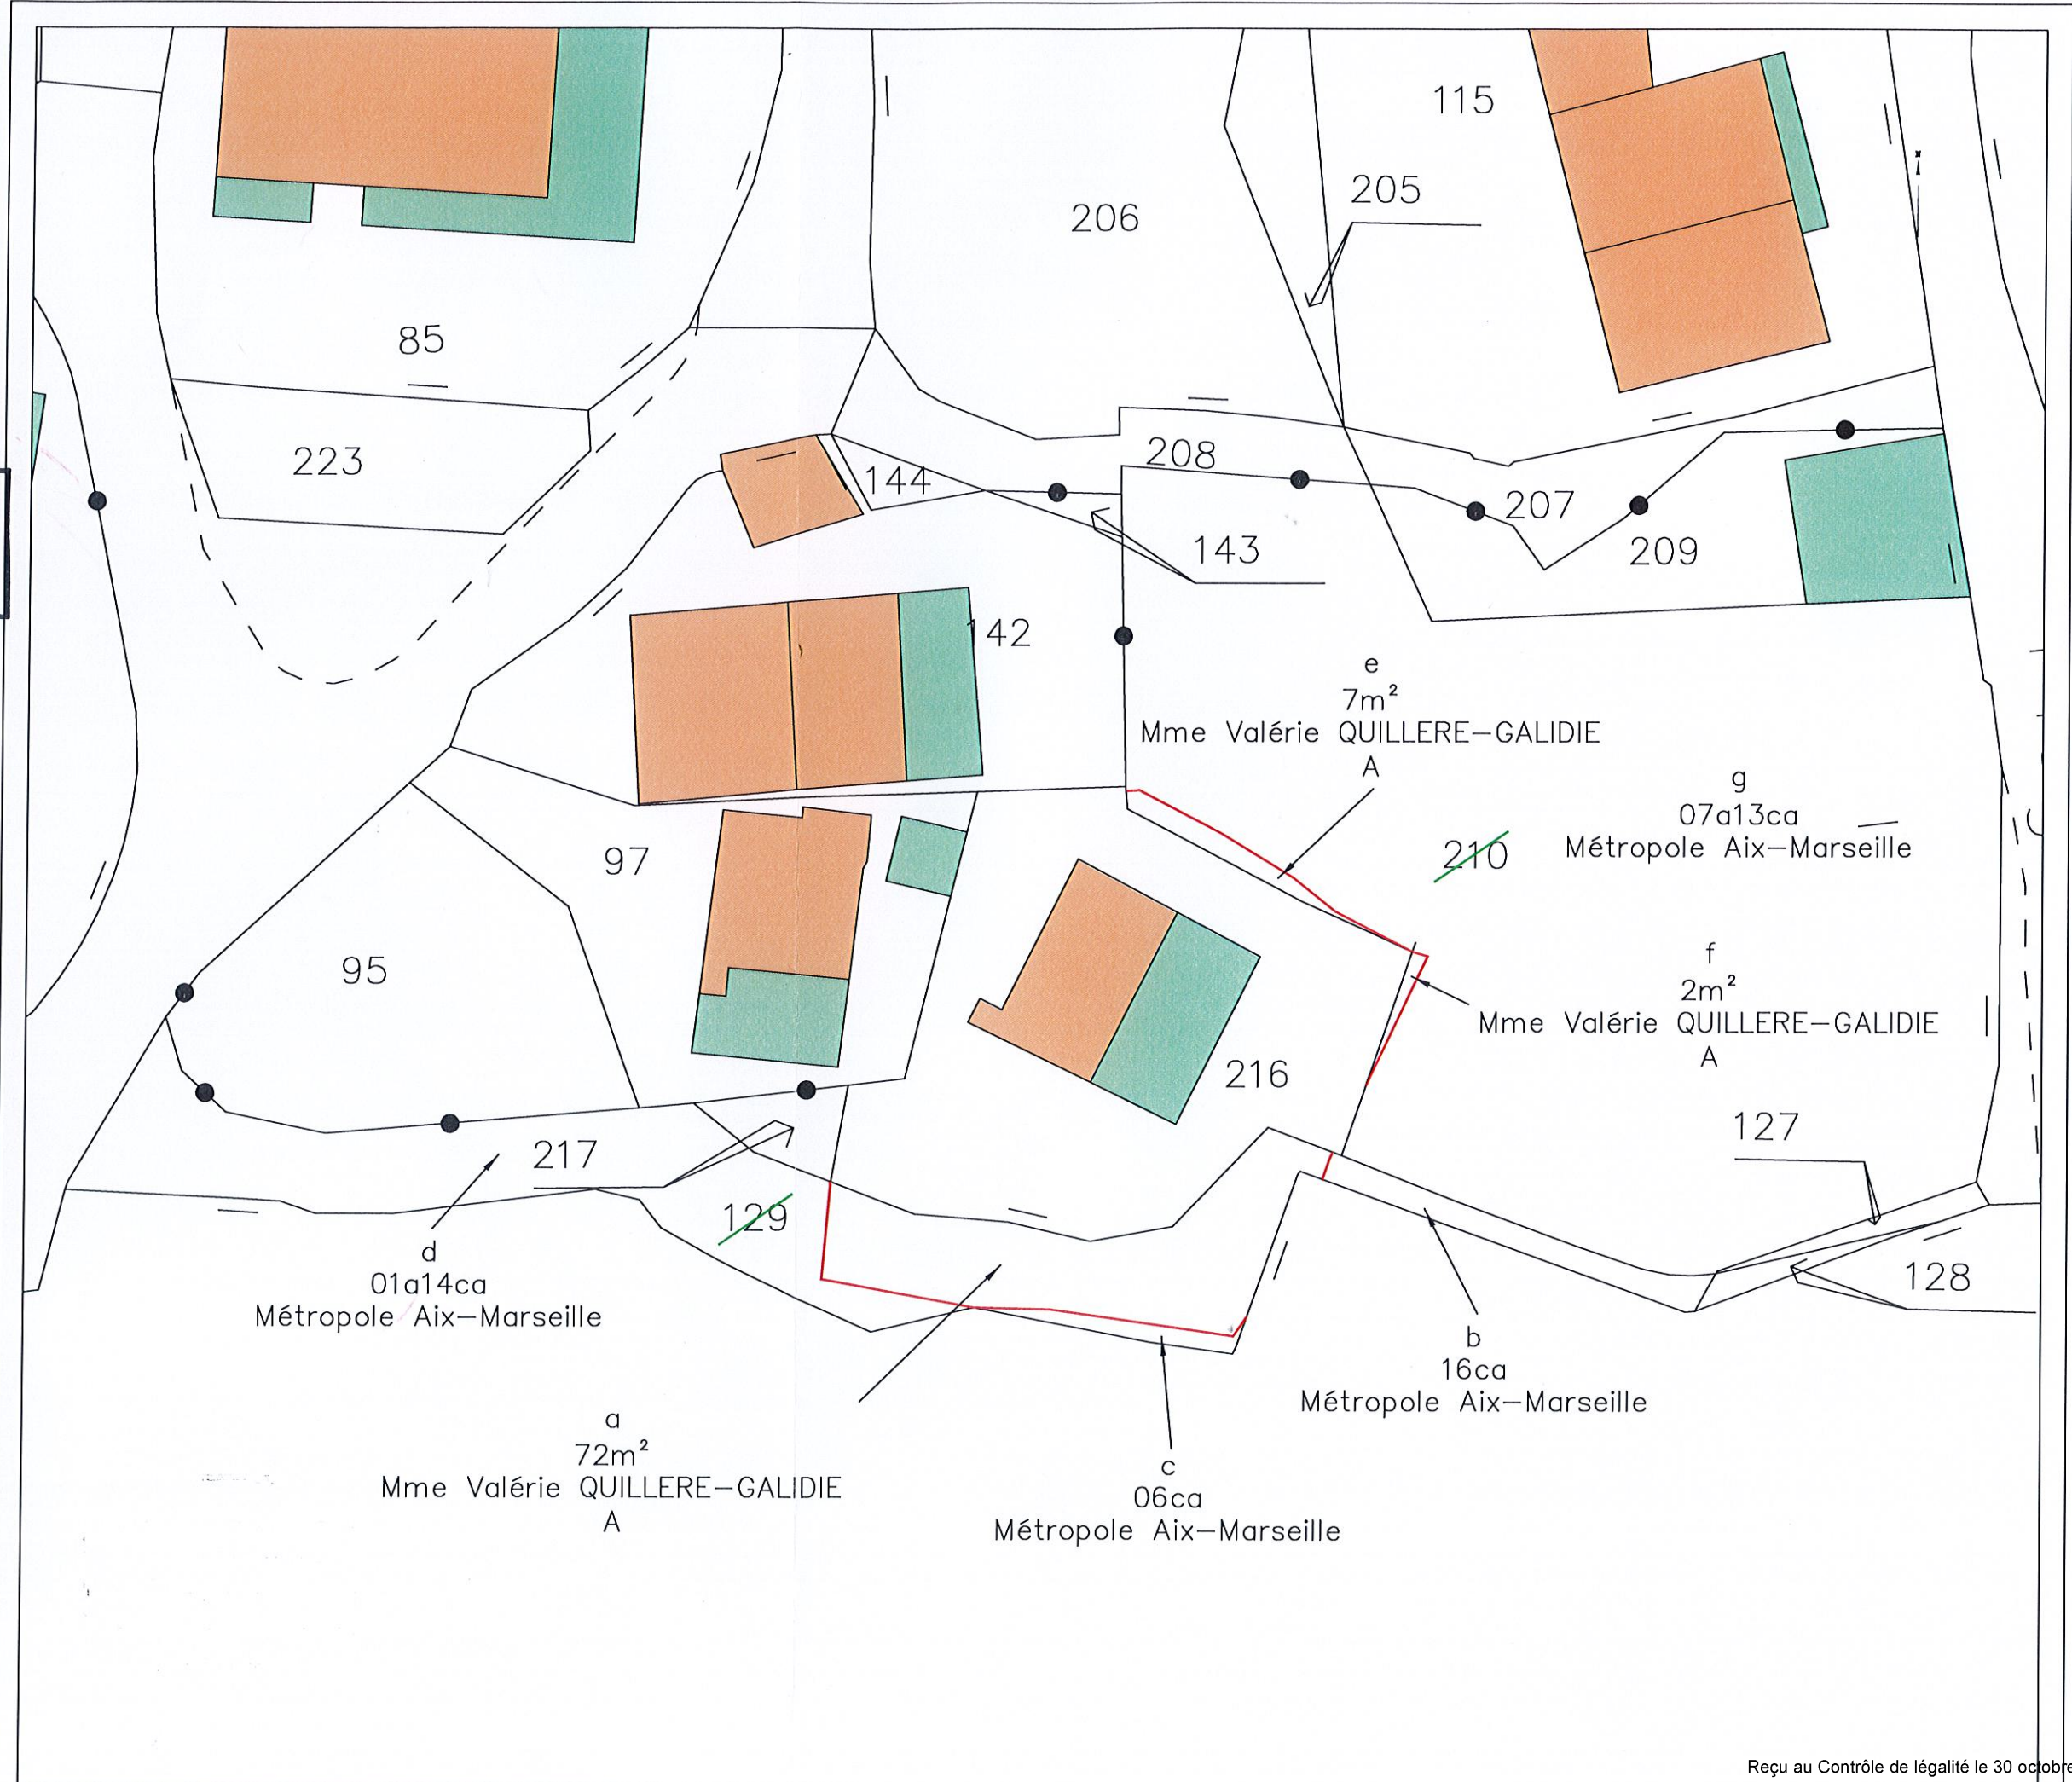 115
205
206
85
208
223
144
207
143
209
142
e
7m²
Mme Valérie QUILLERE-GALIDIE
A
g
07a13ca
Métropole Aix-Marseille
210
97
f
2m²
Mme Valérie QUILLERE-GALIDIE
A
95
216
127
217
129
d
01a14ca
Métropole Aix-Marseille
128
b
16ca
Métropole Aix-Marseille
a
72m²
Mme Valérie QUILLERE-GALIDIE
A
c
06ca
Métropole Aix-Marseille
Reçu au Contrôle de légalité le 30 octobre